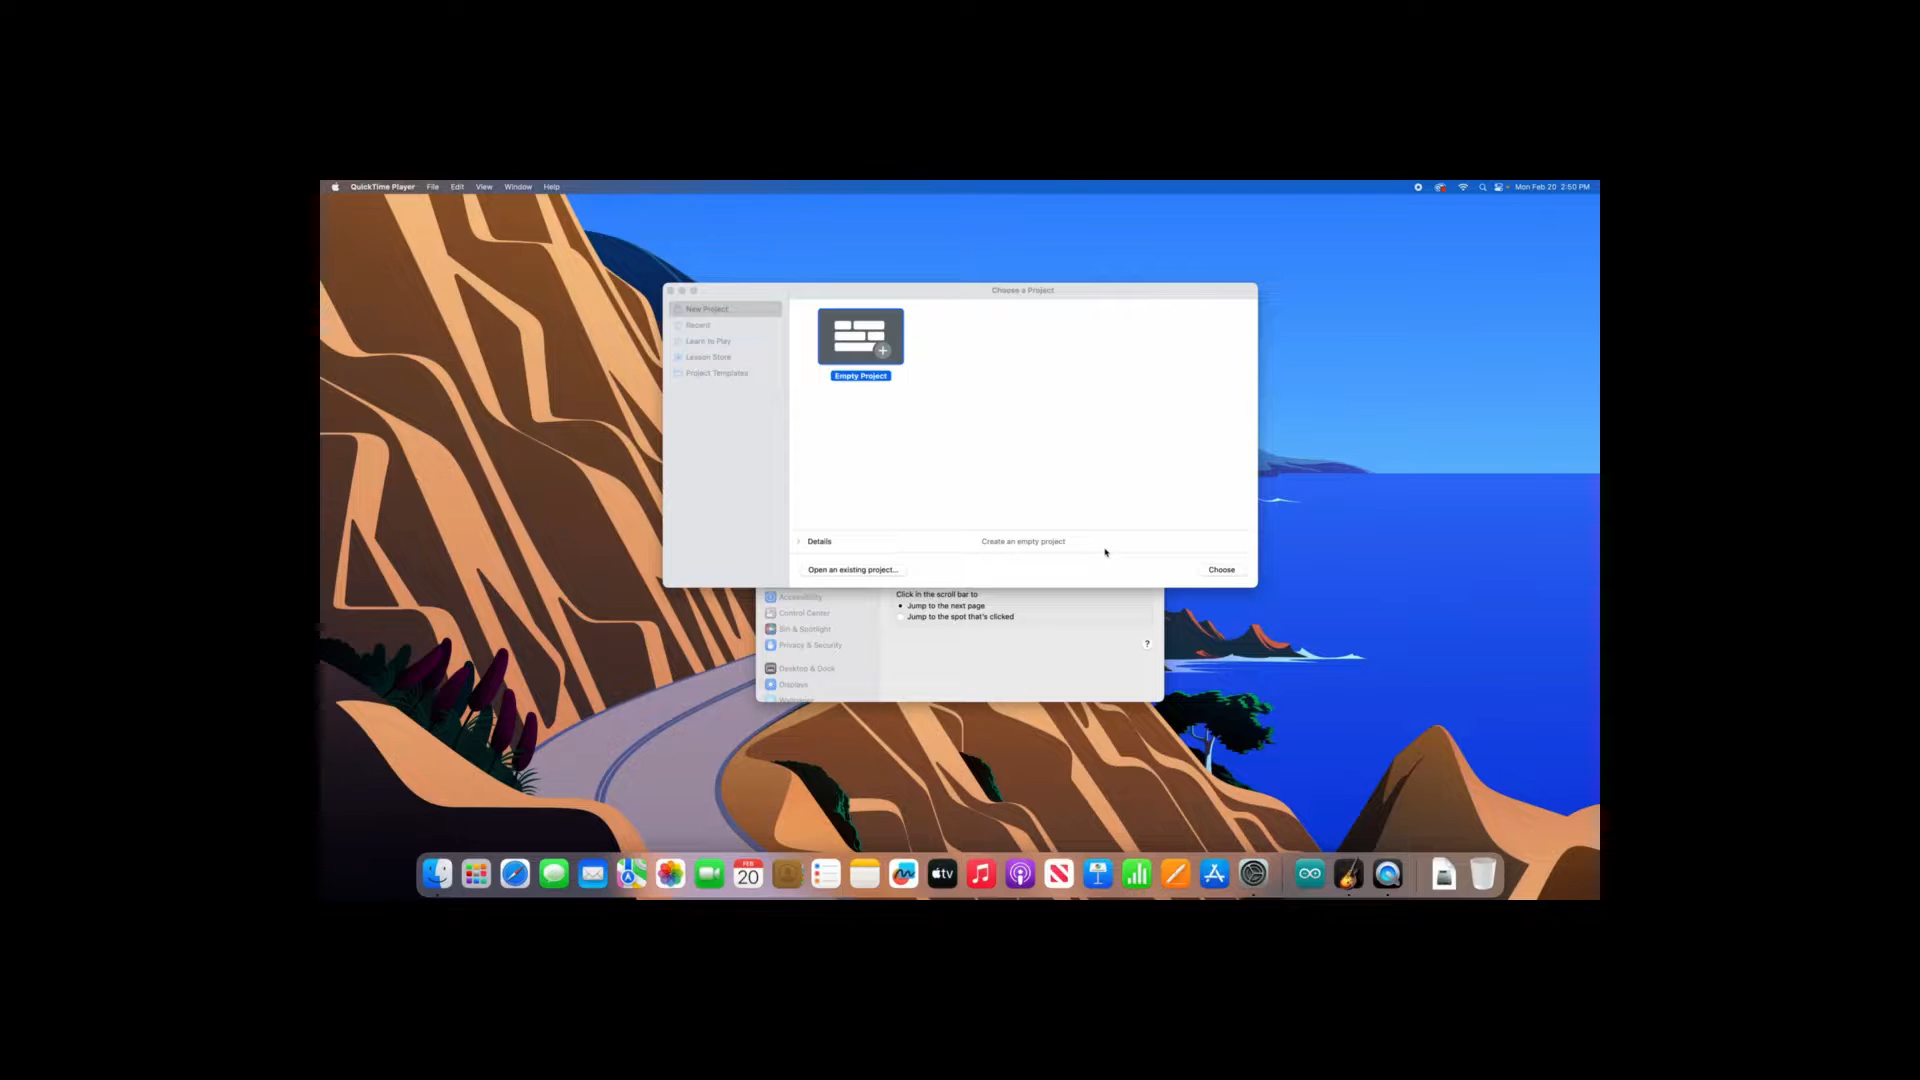 QuickTime Player File Edit View Window Help
Mon Feb 20 2:50 PM
Choose a Project
New Project
Recent
Learn to Play
Lesson Store
Project Templates
Empty Project
Details
Create an empty project
Open an existing project...
Choose
Accessibility
Control Center
Siri & Spotlight
Privacy & Security
Desktop & Dock
Displays
Wallpaper
Click in the scroll bar to
Jump to the next page
Jump to the spot that's clicked
?
FEB
20
tv